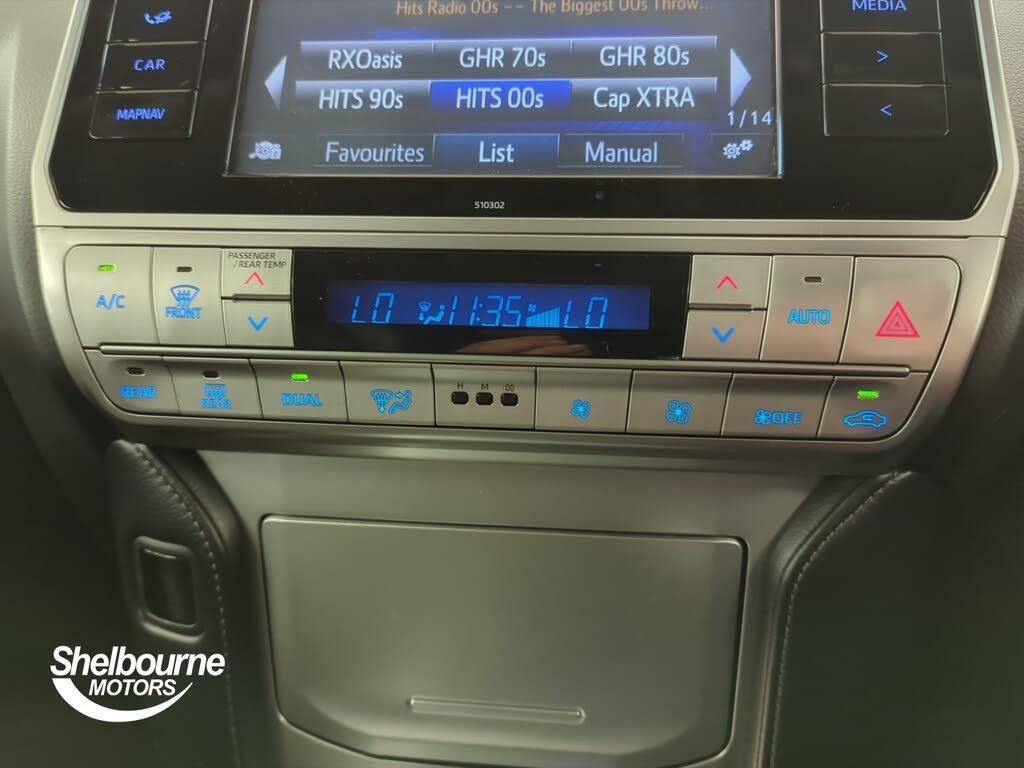 Hits Radio 00s -- The Biggest 00s Throw...
MEDIA
CAR
RXOasis GHR 70s GHR 80s
>
MAPNAV
HITS 90s HITS 00s Cap XTRA
<
1/14
Favourites List Manual
510302
PASSENGER
/REAR TEMP
A/C
FRONT
LO 11:35 LO
AUTO
REAR
REAR
DUAL
H M :00
OFF
Shelbourne
MOTORS